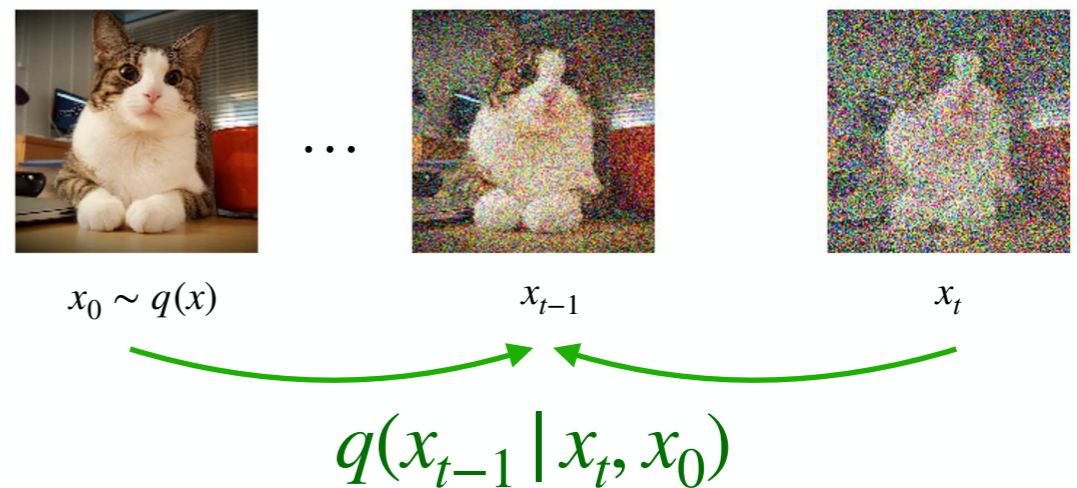 ...
x₀ ∼ q(x)
xₜ₋₁
xₜ
q(xₜ₋₁ | xₜ, x₀)